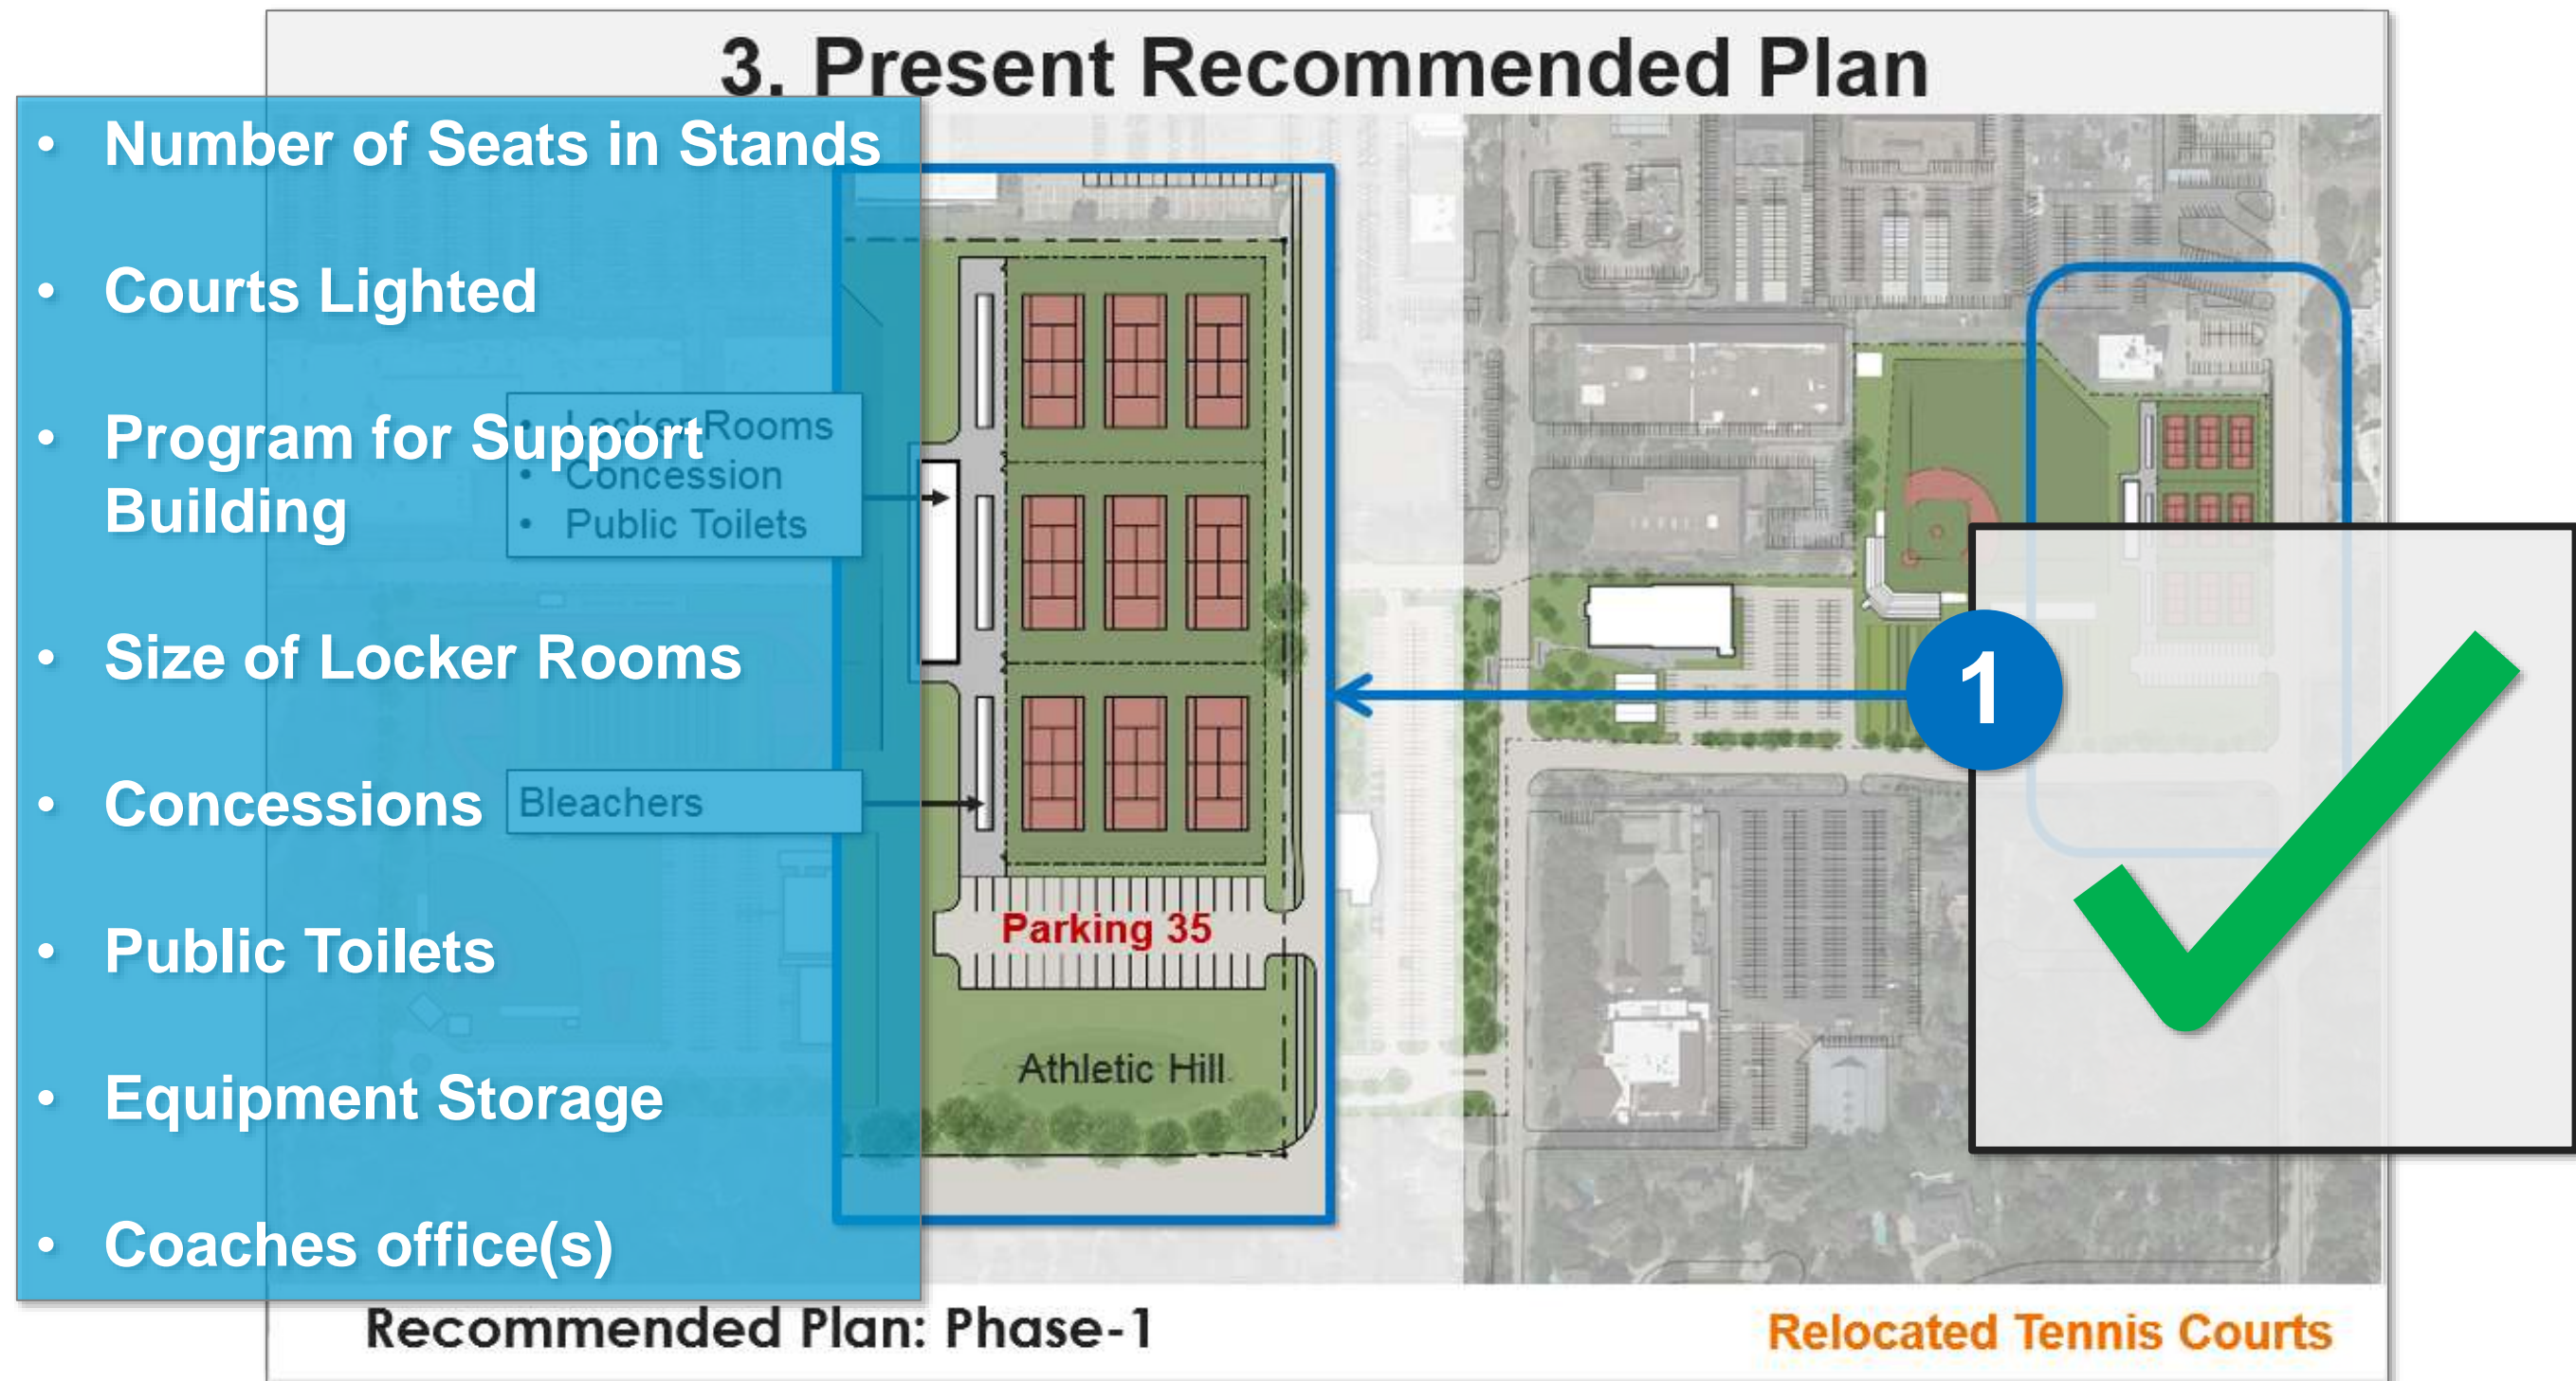 3. Present Recommended Plan
• Number of Seats in Stands
• Courts Lighted
• Program for Support
Building
• Size of Locker Rooms
• Concessions
• Public Toilets
• Equipment Storage
• Coaches office(s)
• Locker Rooms
• Concession
• Public Toilets
Bleachers
Parking 35
Athletic Hill
1
Recommended Plan: Phase-1
Relocated Tennis Courts